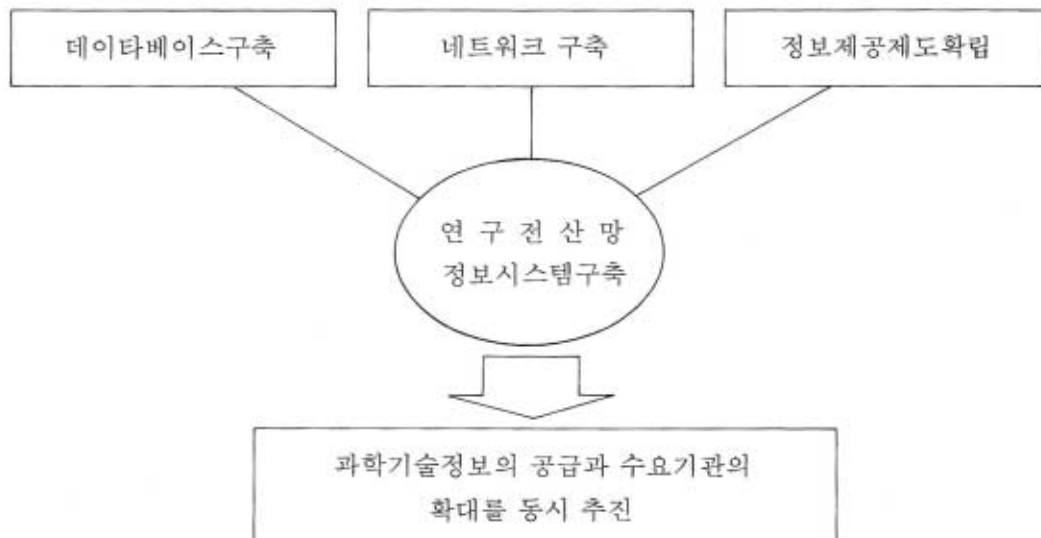 데이타베이스구축
네트워크 구축
정보제공제도확립
연 구 전 산 망
정보시스템구축
과학기술정보의 공급과 수요기관의
확대를 동시 추진